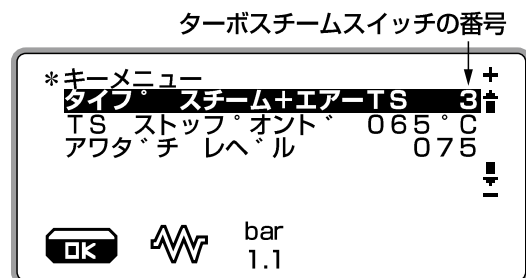 ターボスチームスイッチの番号
*キーメニュー +
タイプ゜ スチーム+エアーTS 3
TS ストップ゜オント゛ 065°C
アワタ゛チ レヘ゛ル 075
−
OK bar
1.1